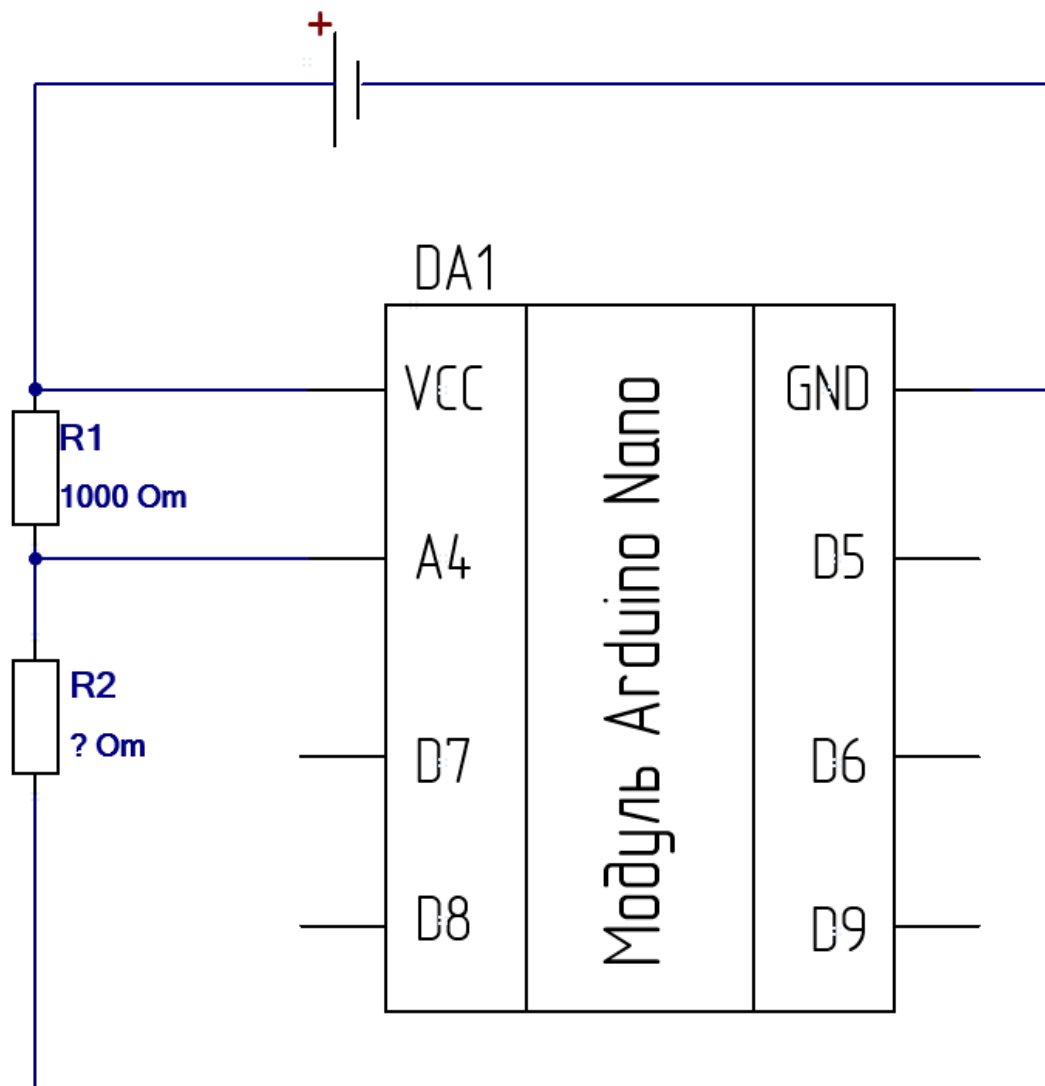 +
DA1
VCC
GND
R1
1000 Om
A4
D5
R2
? Om
D7
D6
D8
D9
Модуль Arduino Nano